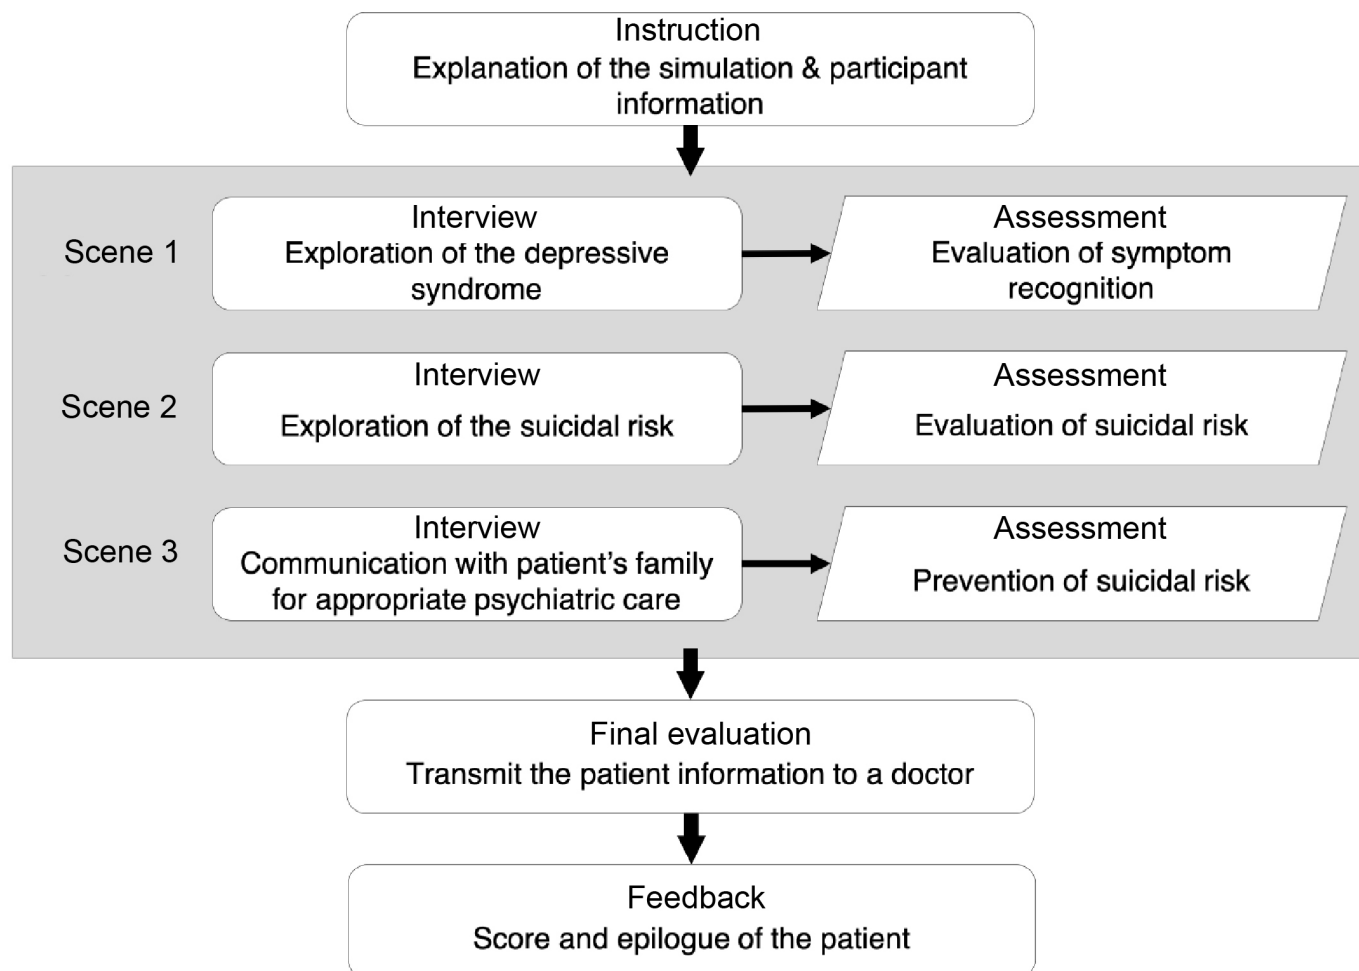 Instruction
Explanation of the simulation & participant
information
Scene 1
Interview
Exploration of the depressive
syndrome
Assessment
Evaluation of symptom
recognition
Scene 2
Interview
Exploration of the suicidal risk
Assessment
Evaluation of suicidal risk
Scene 3
Interview
Communication with patient's family
for appropriate psychiatric care
Assessment
Prevention of suicidal risk
Final evaluation
Transmit the patient information to a doctor
Feedback
Score and epilogue of the patient